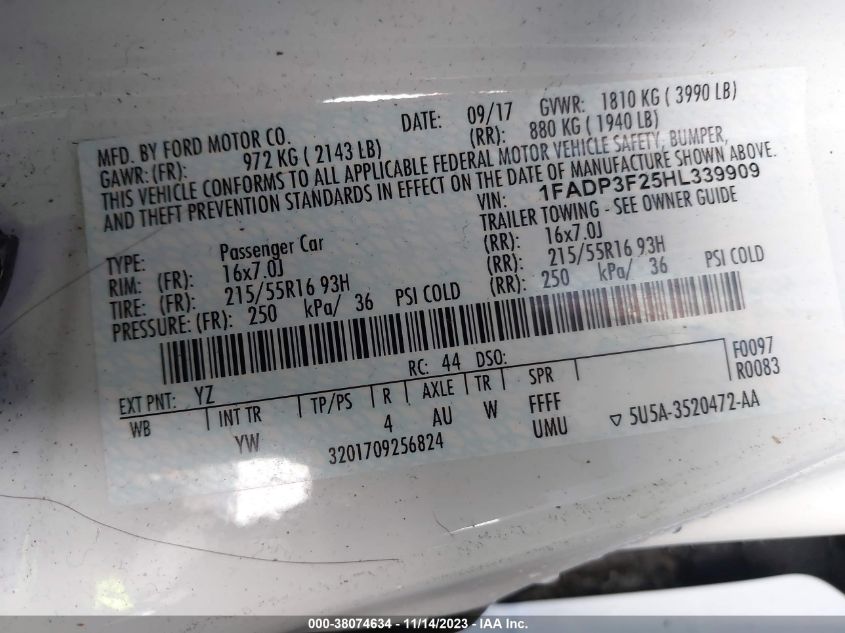 MFD. BY FORD MOTOR CO. DATE: 09/17 GVWR: 1810 KG ( 3990 LB)
GAWR: (FR): 972 KG ( 2143 LB) (RR): 880 KG ( 1940 LB)
THIS VEHICLE CONFORMS TO ALL APPLICABLE FEDERAL MOTOR VEHICLE SAFETY, BUMPER,
AND THEFT PREVENTION STANDARDS IN EFFECT ON THE DATE OF MANUFACTURE SHOWN ABOVE.
VIN: 1FADP3F25HL339909
TRAILER TOWING - SEE OWNER GUIDE
TYPE: Passenger Car
RIM: (FR): 16x7.0J (RR): 16x7.0J
TIRE: (FR): 215/55R16 93H (RR): 215/55R16 93H
PRESSURE: (FR): 250 kPa/ 36 PSI COLD (RR): 250 kPa/ 36 PSI COLD
EXT PNT: YZ RC: 44 DSO: F0097
WB INT TR TP/PS R AXLE TR SPR R0083
YW 4 AU W FFFF
3201709256824 UMU ▽ 5U5A-3520472-AA
000-38074634 - 11/14/2023 - IAA Inc.